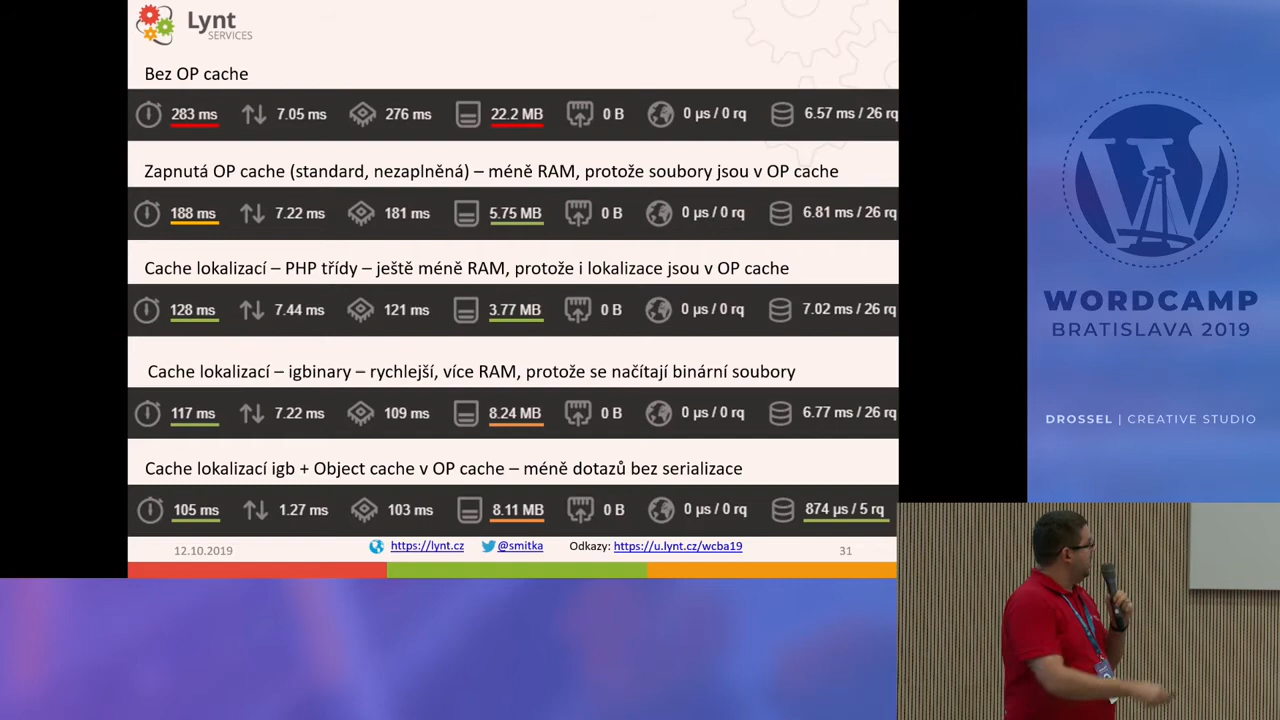 Lynt
SERVICES
Bez OP cache
283 ms 7.05 ms 276 ms 22.2 MB 0 B 0 µs / 0 rq 6.57 ms / 26 rq
Zapnutá OP cache (standard, nezaplněná) – méně RAM, protože soubory jsou v OP cache
188 ms 7.22 ms 181 ms 5.75 MB 0 B 0 µs / 0 rq 6.81 ms / 26 rq
Cache lokalizací – PHP třídy – ještě méně RAM, protože i lokalizace jsou v OP cache
128 ms 7.44 ms 121 ms 3.77 MB 0 B 0 µs / 0 rq 7.02 ms / 26 rq
Cache lokalizací – igbinary – rychlejší, více RAM, protože se načítají binární soubory
117 ms 7.22 ms 109 ms 8.24 MB 0 B 0 µs / 0 rq 6.77 ms / 26 rq
Cache lokalizací igb + Object cache v OP cache – méně dotazů bez serializace
105 ms 1.27 ms 103 ms 8.11 MB 0 B 0 µs / 0 rq 874 µs / 5 rq
12.10.2019 https://lynt.cz @smitka Odkazy: https://u.lynt.cz/wcba19 31
WORDCAMP
BRATISLAVA 2019
DROSSEL | CREATIVE STUDIO